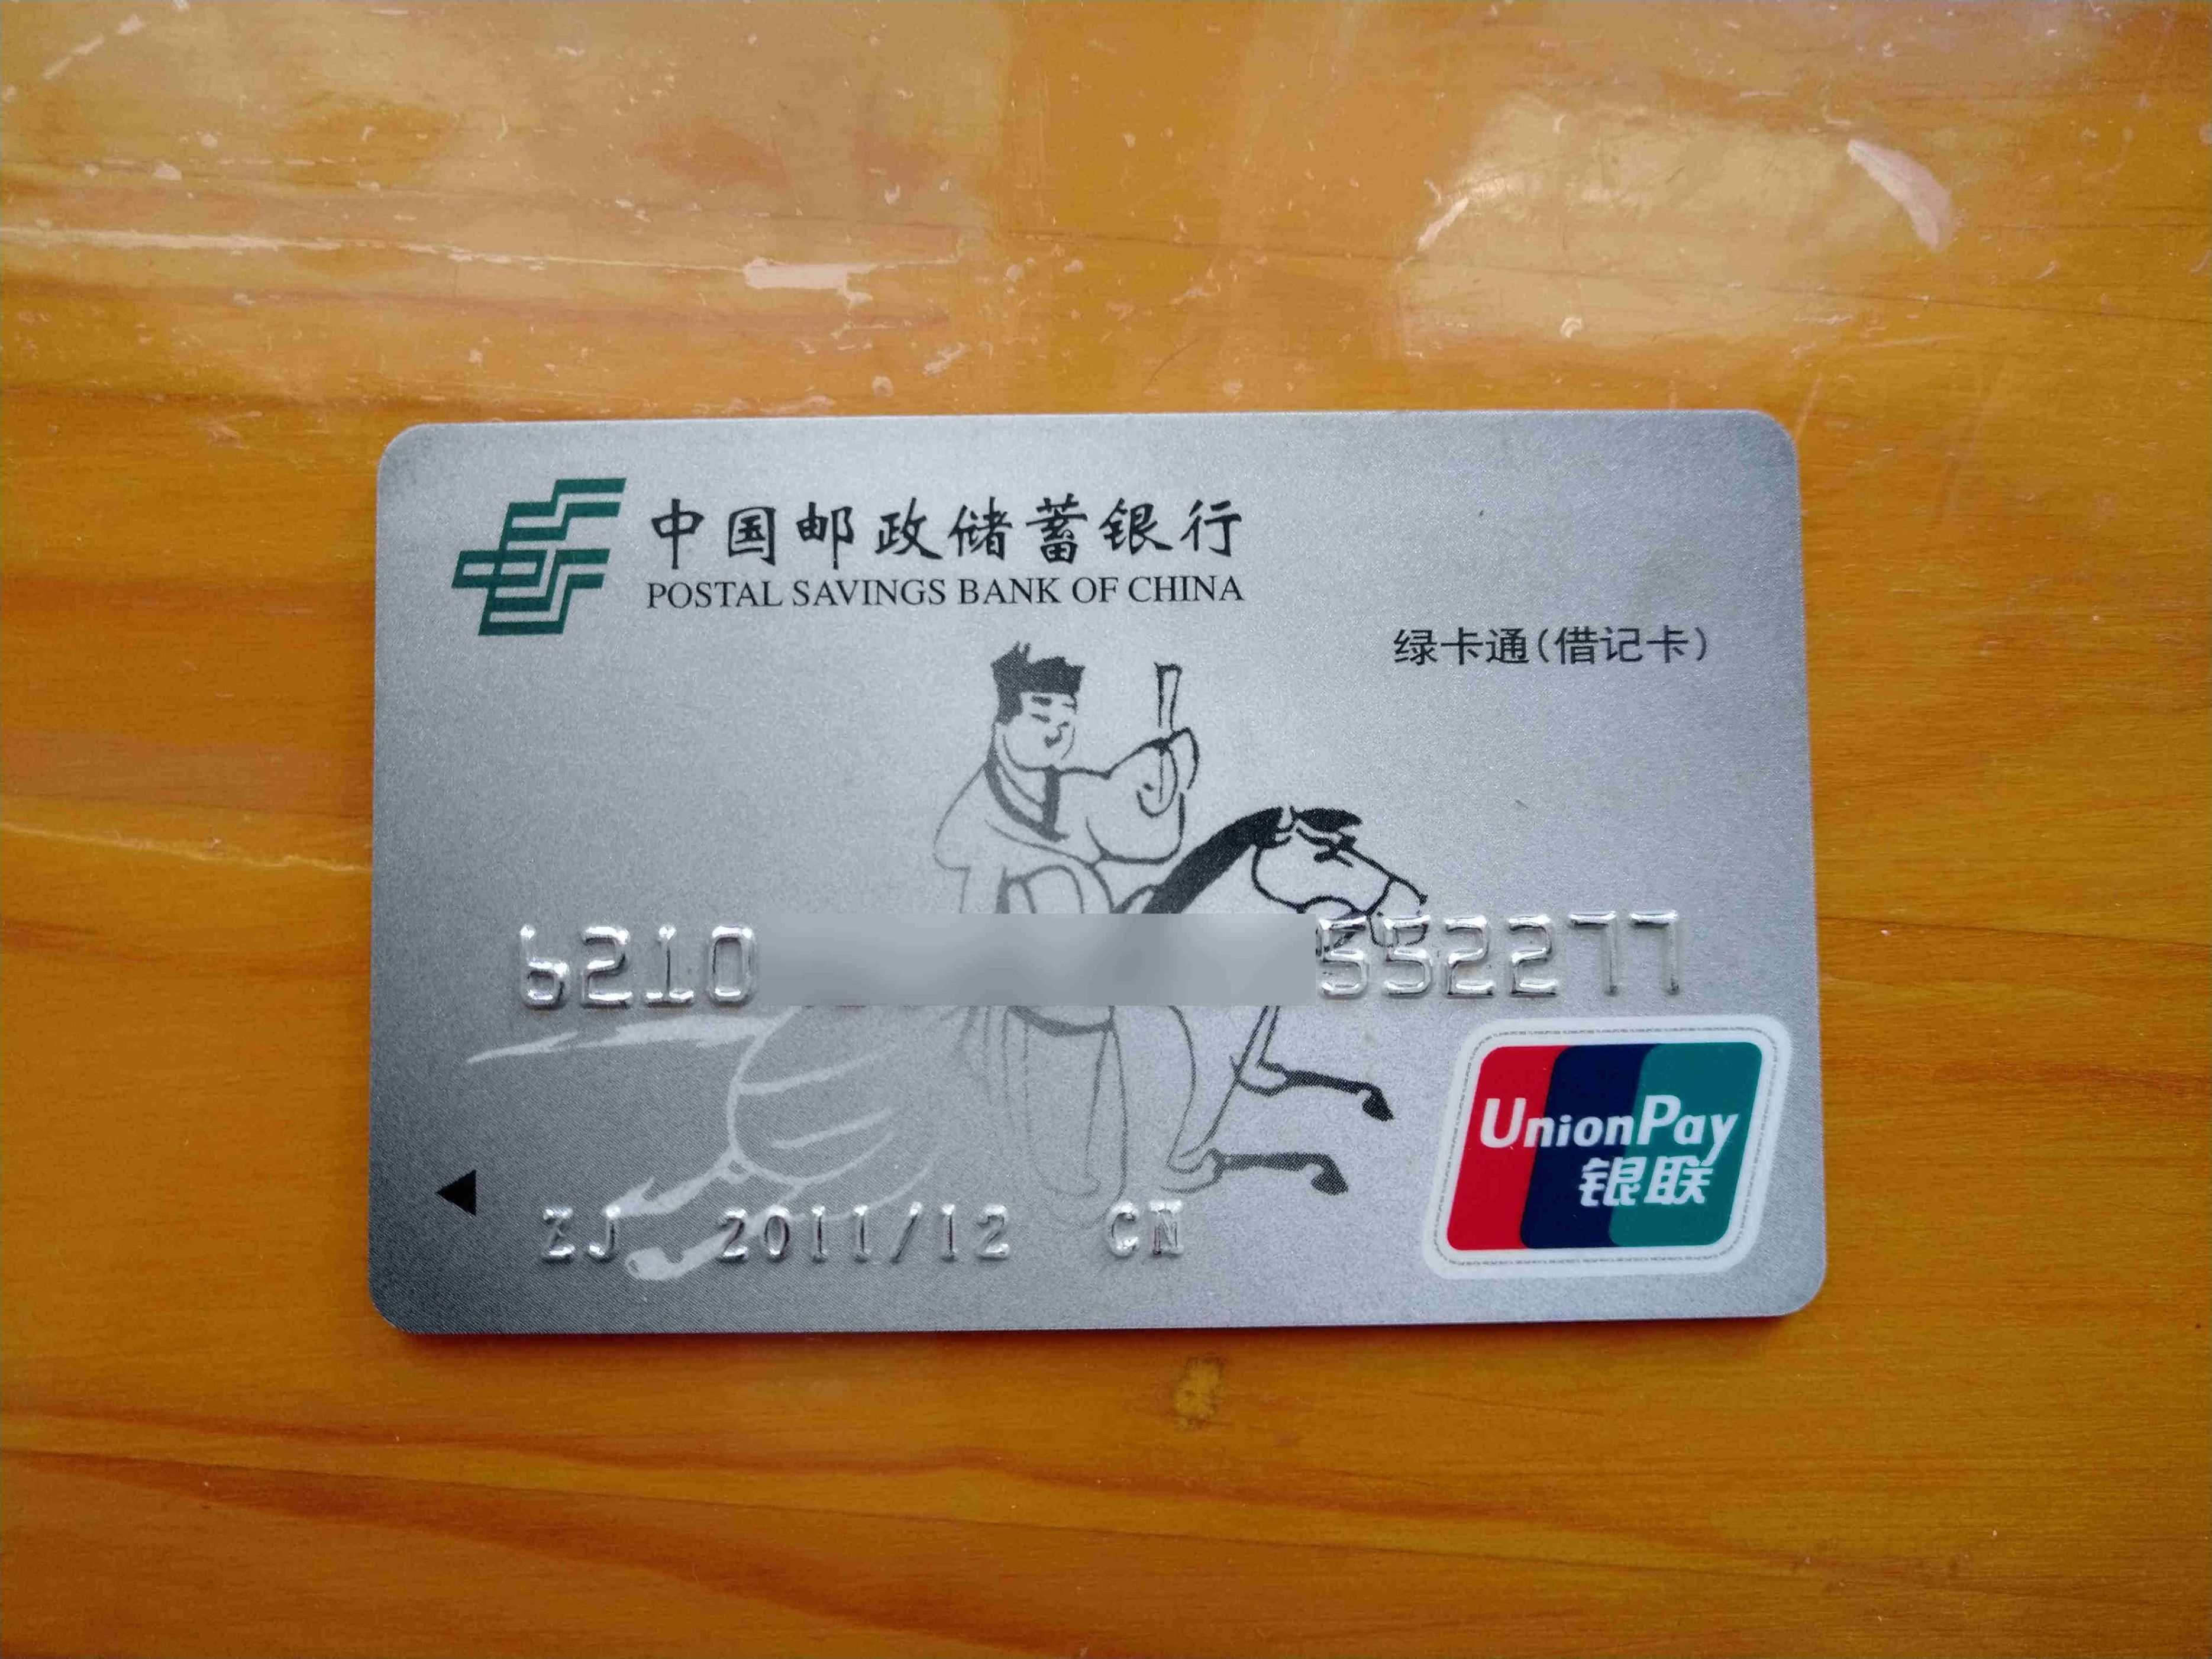 中国邮政储蓄银行
POSTAL SAVINGS BANK OF CHINA
绿卡通(借记卡)
6210 552277
ZJ 2011/12 CN
UnionPay
银联